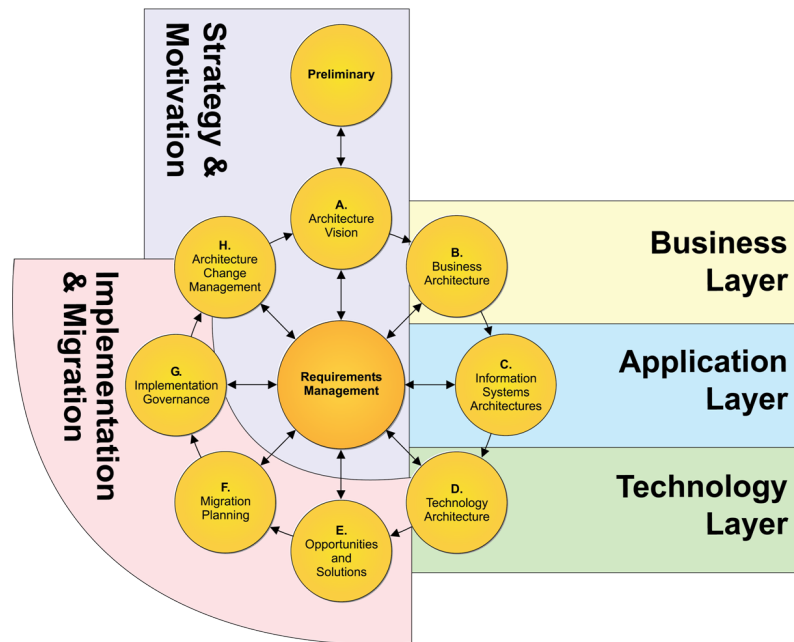 Strategy &
Motivation
Preliminary
A.
Architecture
Vision
H.
Architecture
Change
Management
B.
Business
Architecture
Business
Layer
Implementation
& Migration
G.
Implementation
Governance
Requirements
Management
C.
Information
Systems
Architectures
Application
Layer
F.
Migration
Planning
D.
Technology
Architecture
Technology
Layer
E.
Opportunities
and
Solutions